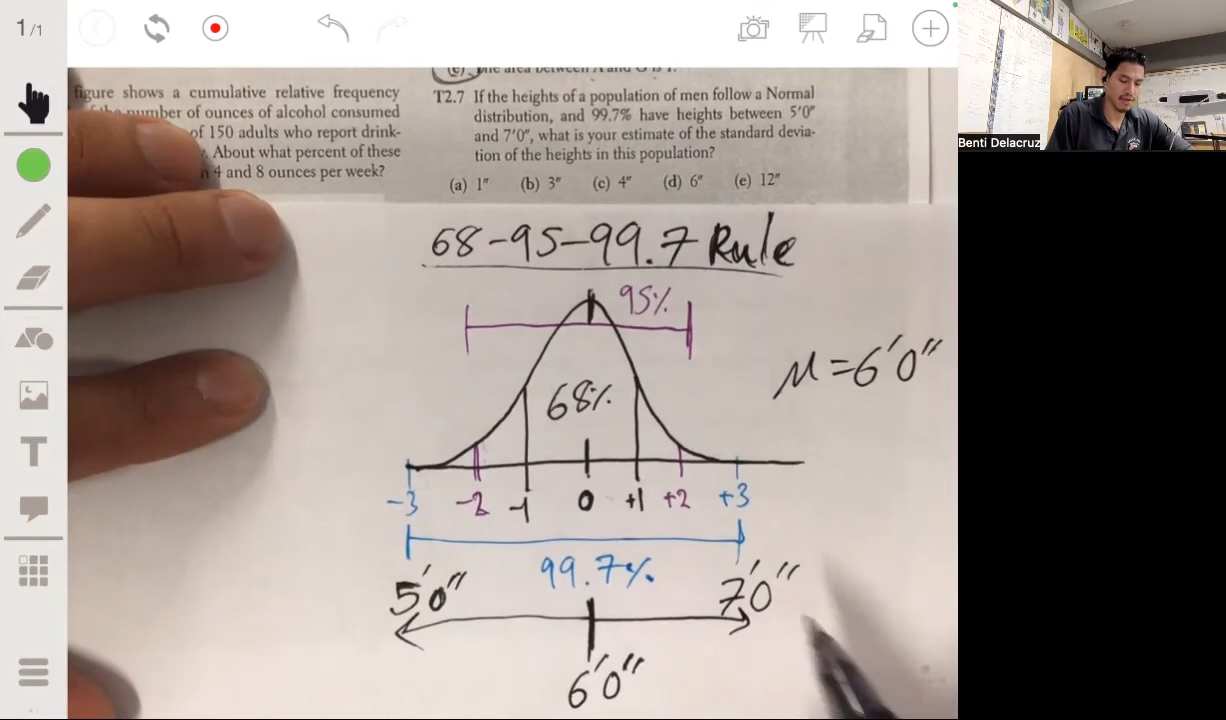 1/1
figure shows a cumulative relative frequency
number of ounces of alcohol consumed
of 150 adults who report drink-
About what percent of these
4 and 8 ounces per week?
T2.7 If the heights of a population of men follow a Normal
distribution, and 99.7% have heights between 5'0"
and 7'0", what is your estimate of the standard devia-
tion of the heights in this population?
(a) 1" (b) 3" (c) 4" (d) 6" (e) 12"
Benti Delacruz
68-95-99.7 Rule
95%
68%
μ=6'0"
-3 -2 -1 0 +1 +2 +3
99.7%
5'0" 7'0"
6'0"
T